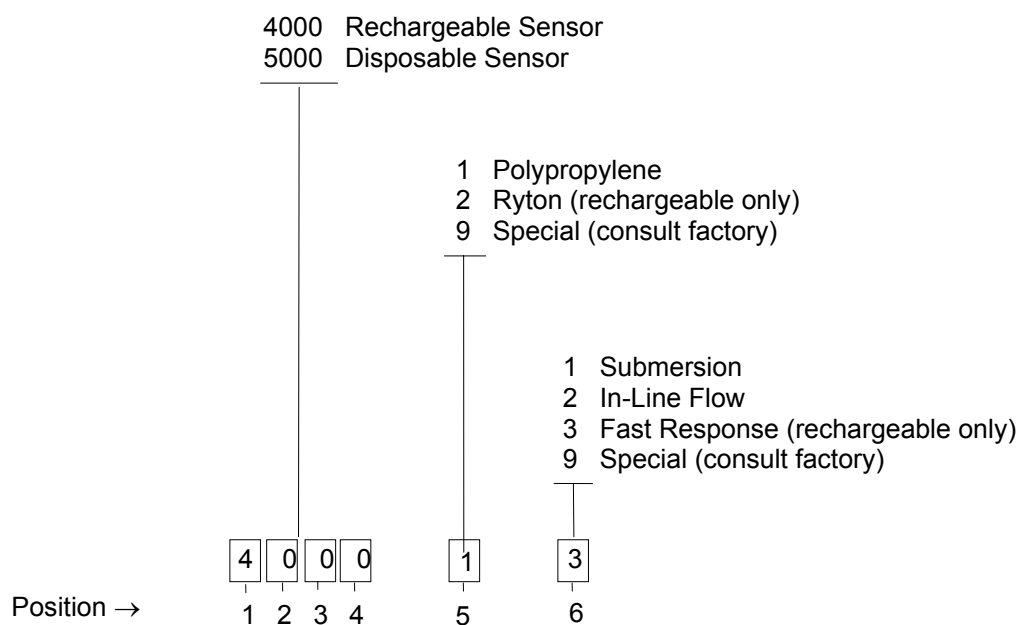 4000 Rechargeable Sensor
5000 Disposable Sensor
1 Polypropylene
2 Ryton (rechargeable only)
9 Special (consult factory)
1 Submersion
2 In-Line Flow
3 Fast Response (rechargeable only)
9 Special (consult factory)
4 0 0 0 1 3
Position → 1 2 3 4 5 6